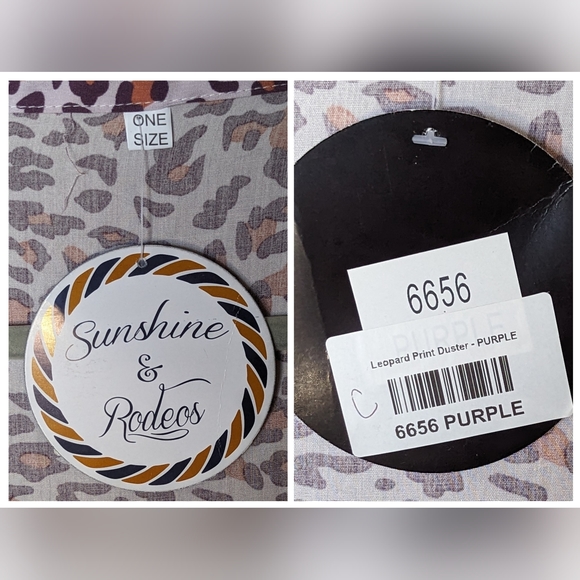 ONE
SIZE
Sunshine
&
Rodeos
6656
PURPLE
Leopard Print Duster - PURPLE
C
6656 PURPLE